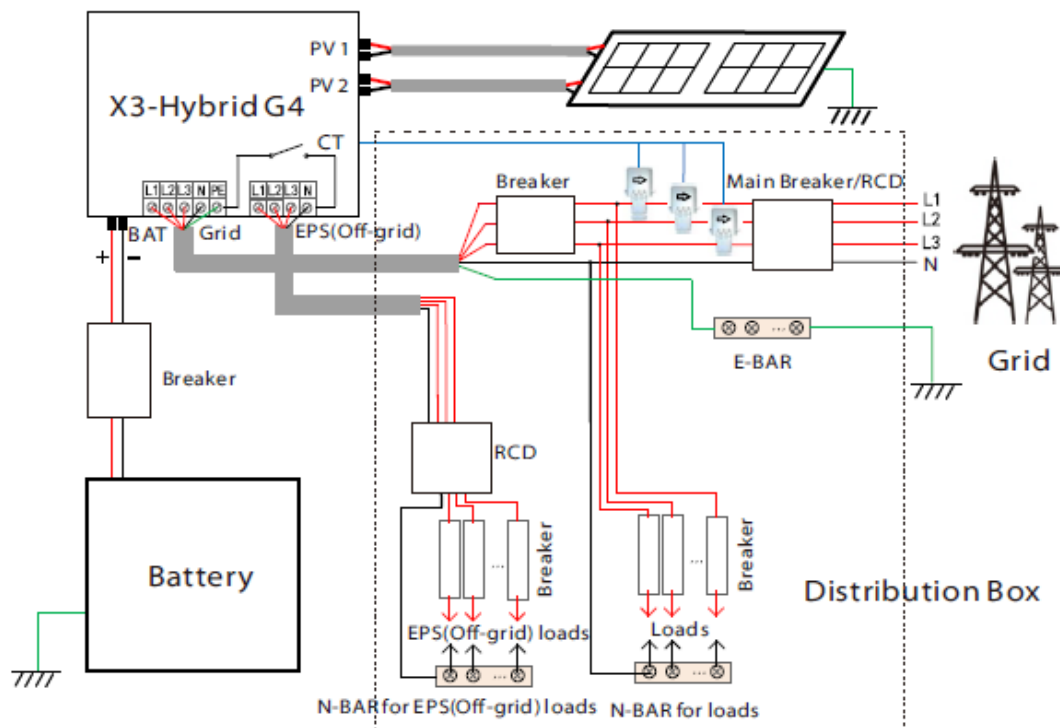 PV 1
PV 2
X3-Hybrid G4
CT
L1 L2 L3 N PE
L1 L2 L3 N
BAT
Grid
EPS(Off-grid)
+ −
Breaker
Main Breaker/RCD
L1
L2
L3
N
E-BAR
Grid
Breaker
RCD
Battery
...
Breaker
...
Breaker
Distribution Box
EPS(Off-grid) loads
Loads
...
...
...
N-BAR for EPS(Off-grid) loads
N-BAR for loads